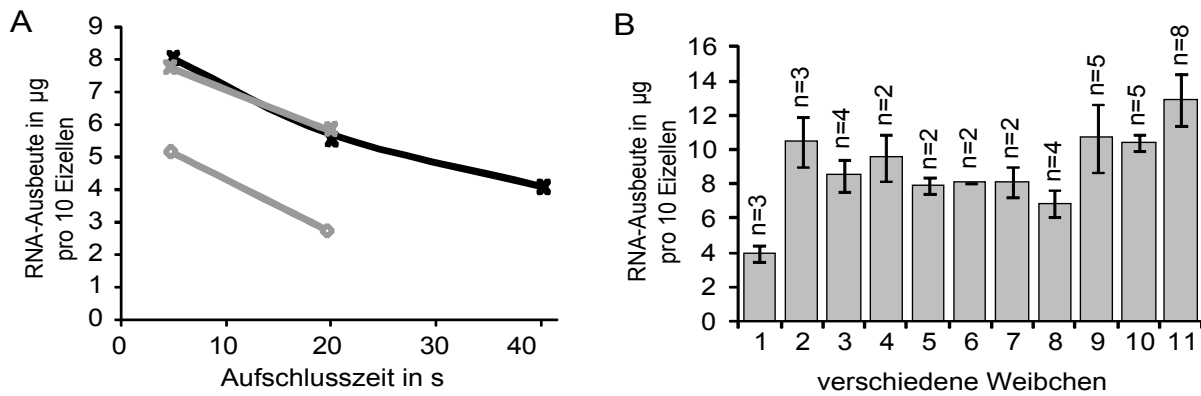 A
RNA-Ausbeute in µg
pro 10 Eizellen
9
8
7
6
5
4
3
2
1
0
0 10 20 30 40
Aufschlusszeit in s
B
RNA-Ausbeute in µg
pro 10 Eizellen
16
14
12
10
8
6
4
2
0
n=3
n=3
n=4
n=2
n=2
n=2
n=2
n=4
n=5
n=5
n=8
1 2 3 4 5 6 7 8 9 10 11
verschiedene Weibchen